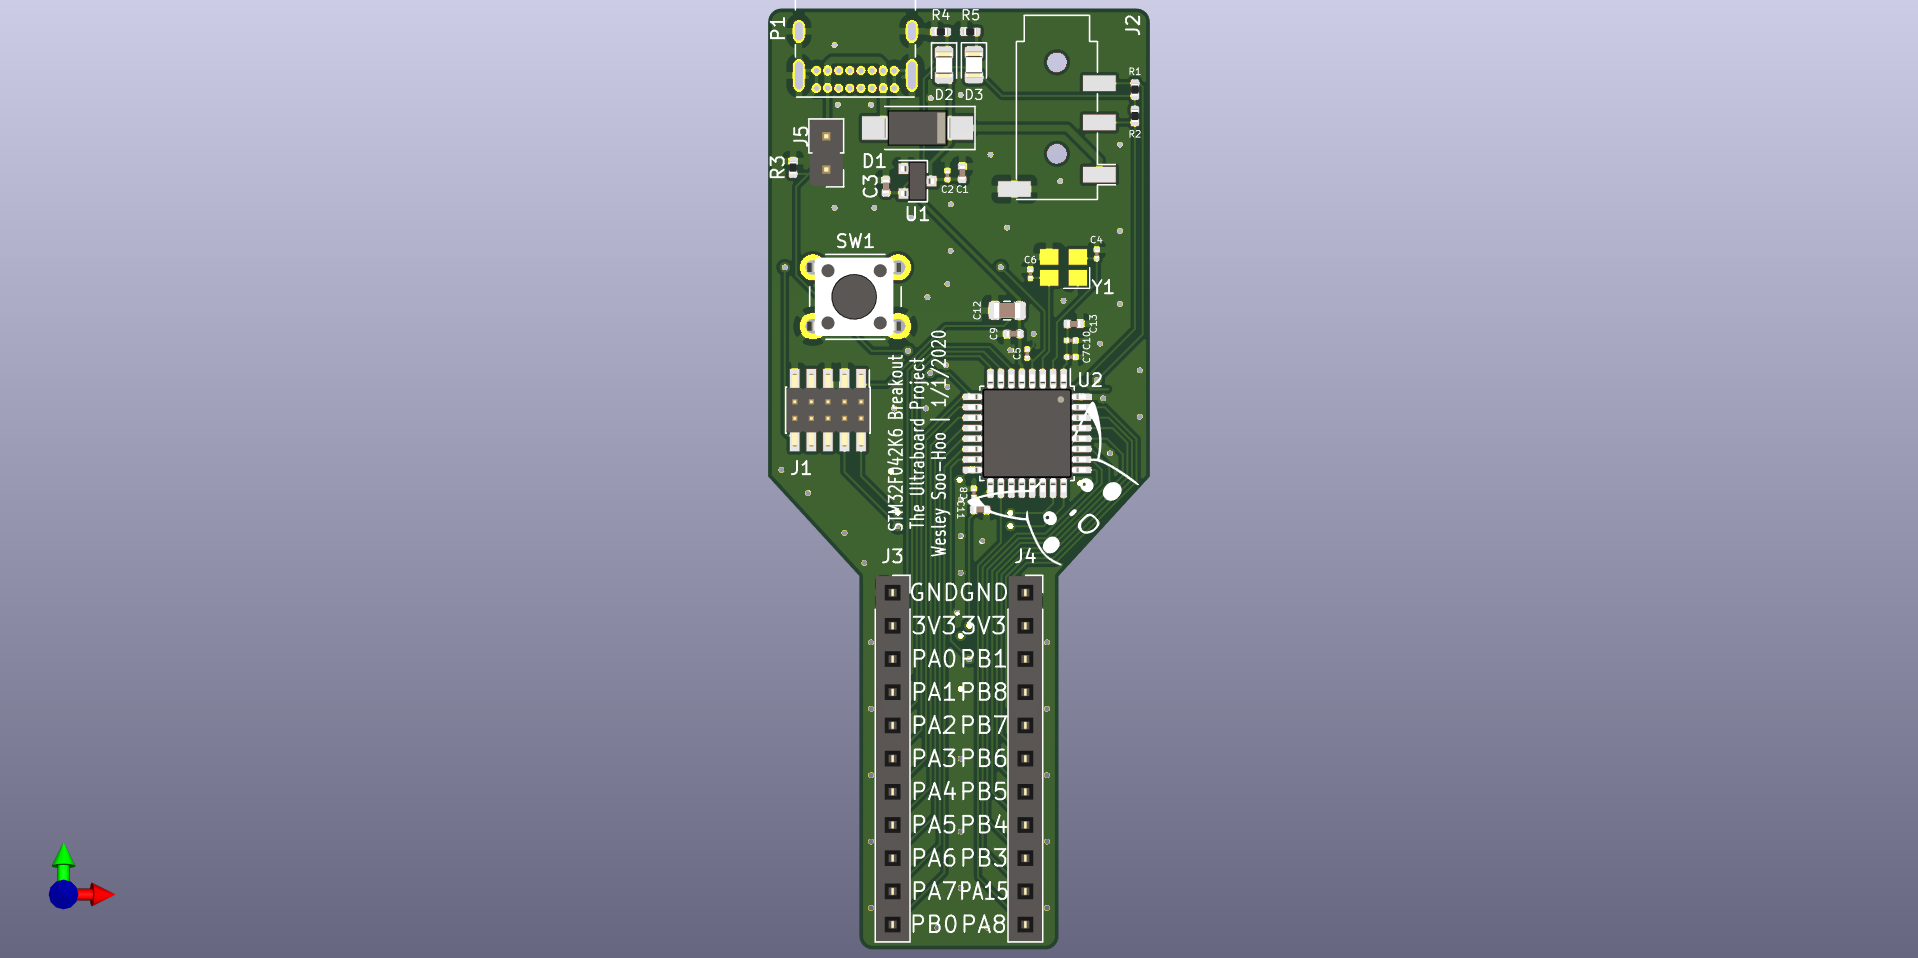 P1
R4 R5
J2
R1
D2 D3
R2
J5
R3
D1
C3
C2 C1
U1
SW1
C4
C6
Y1
C12
C13
C9
C10
C5
C7
U2
STM32F042K6 Breakout
The Ultraboard Project
Wesley Soo-Hoo | 1/1/2020
J1
C8
C11
J3 J4
GND GND
3V3 3V3
PA0 PB1
PA1 PB8
PA2 PB7
PA3 PB6
PA4 PB5
PA5 PB4
PA6 PB3
PA7 PA15
PB0 PA8